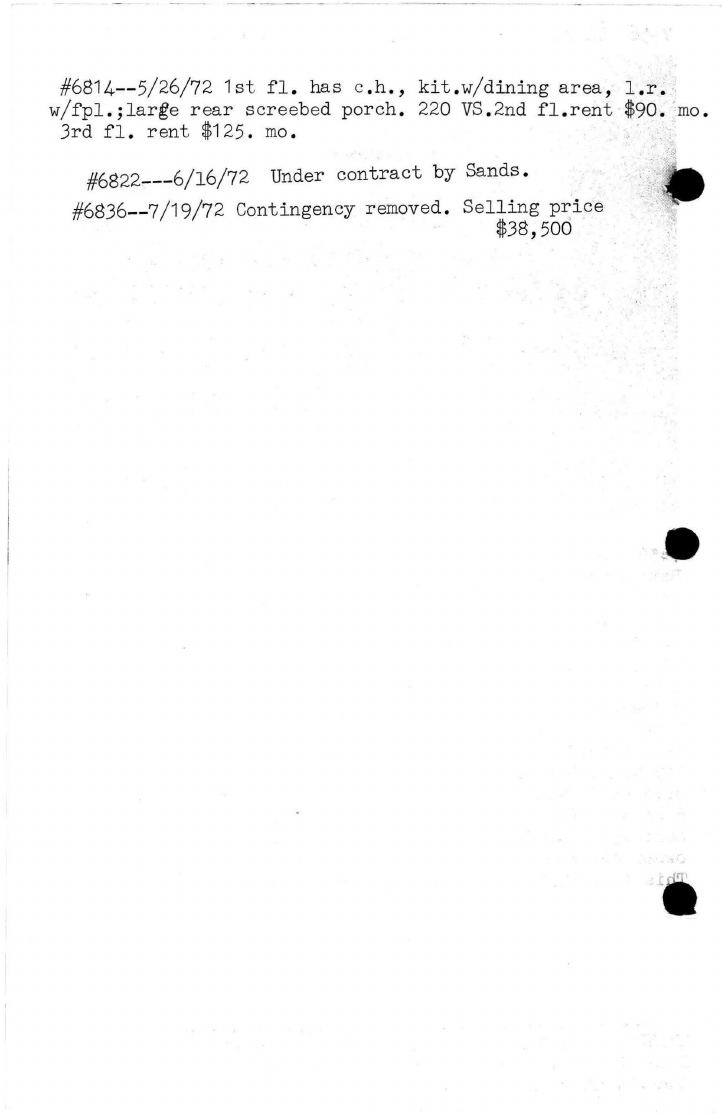 #6814--5/26/72 1st fl. has c.h., kit.w/dining area, l.r.
w/fpl.;large rear screebed porch. 220 VS.2nd fl.rent $90. mo.
3rd fl. rent $125. mo.
#6822---6/16/72 Under contract by Sands.
#6836--7/19/72 Contingency removed. Selling price
$38,500